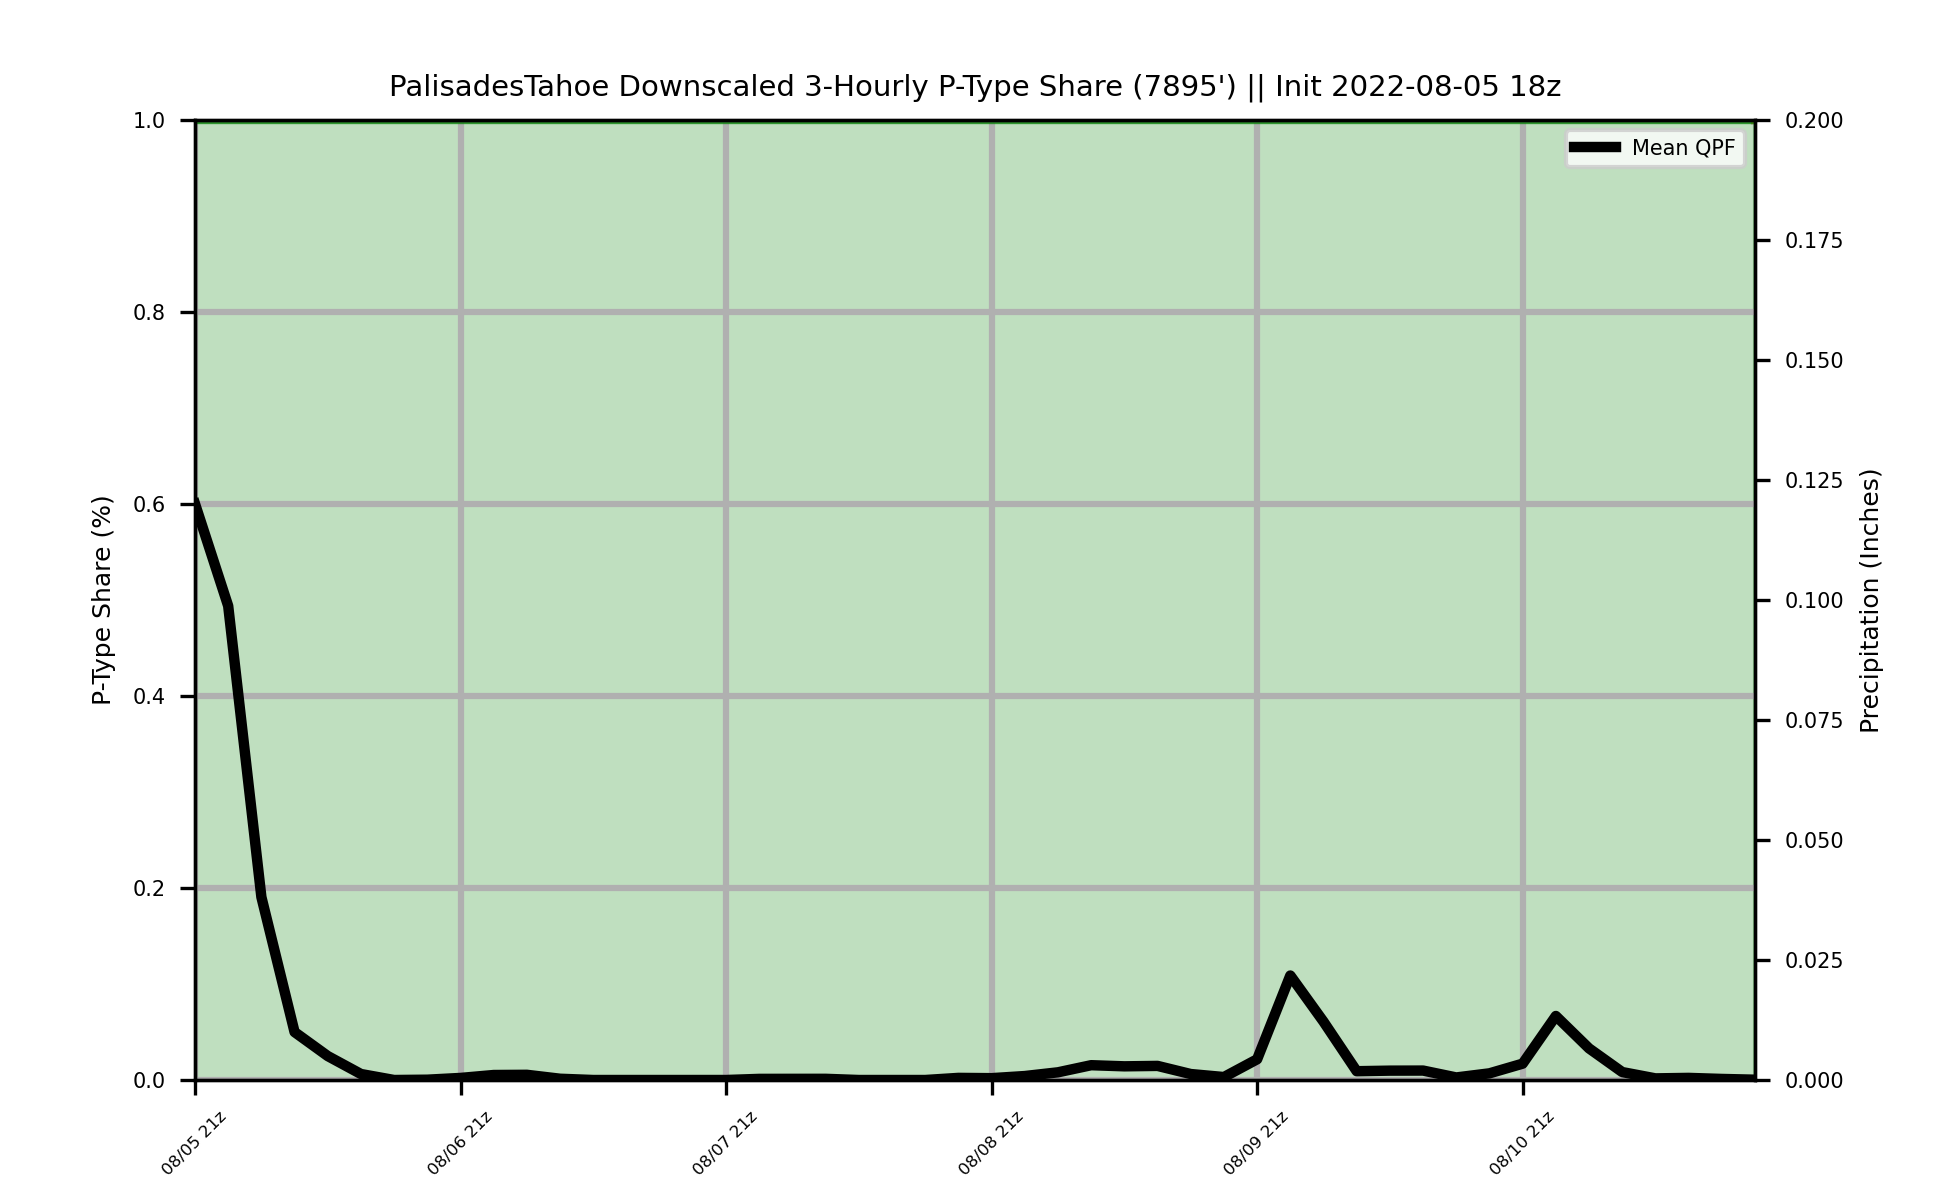 PalisadesTahoe Downscaled 3-Hourly P-Type Share (7895') || Init 2022-08-05 18z
Mean QPF
P-Type Share (%)
1.0
0.8
0.6
0.4
0.2
0.0
0.200
0.175
0.150
0.125
0.100
0.075
0.050
0.025
0.000
Precipitation (Inches)
08/05 21z
08/06 21z
08/07 21z
08/08 21z
08/09 21z
08/10 21z